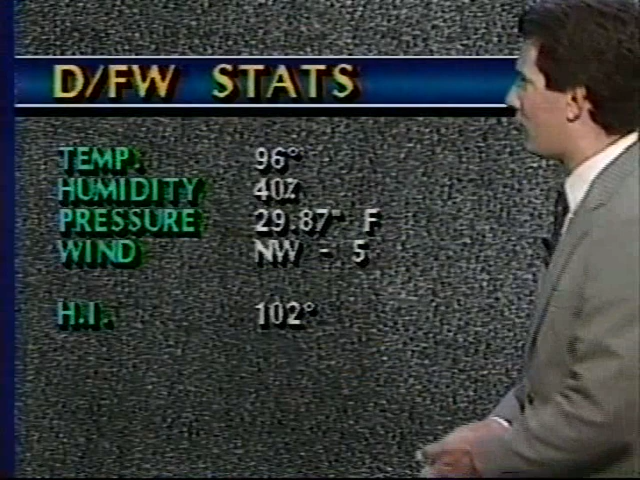 D/FW STATS
TEMP. 96°
HUMIDITY 40%
PRESSURE 29.87" F
WIND NW - 5
H.I. 102°